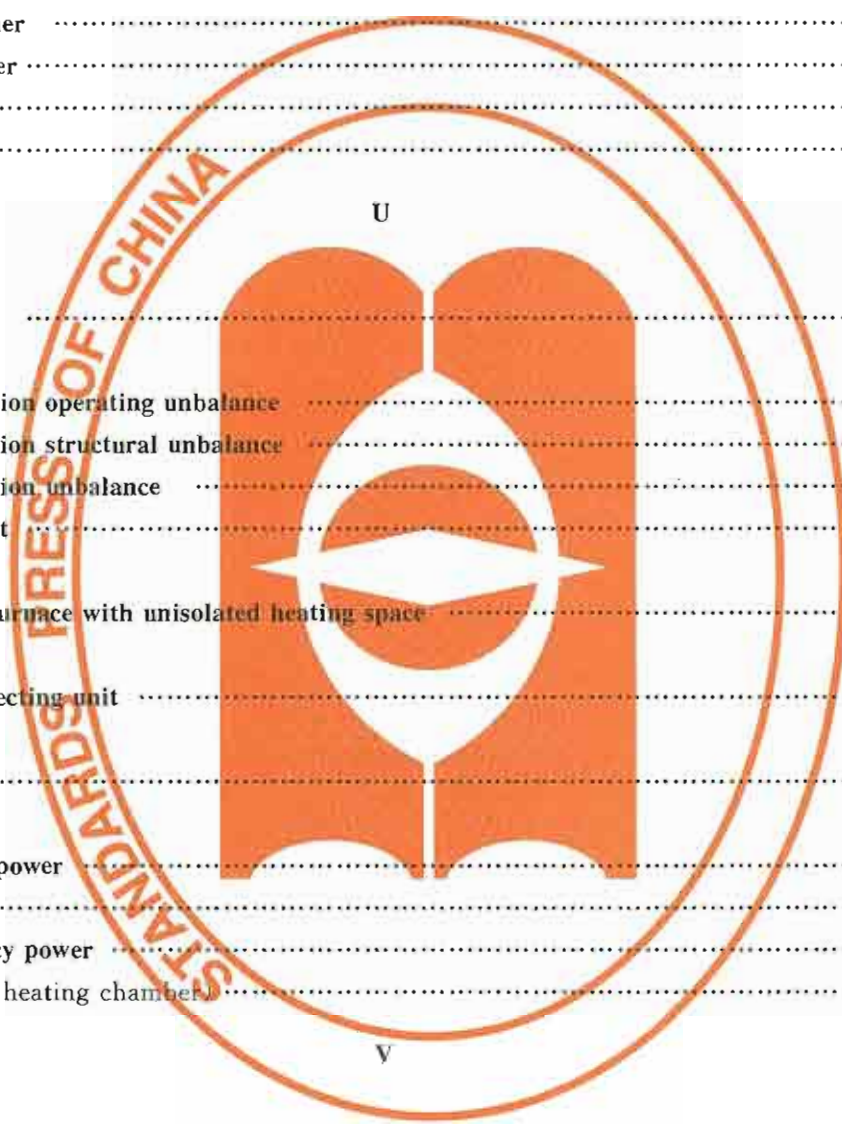 er
er
U
ion operating unbalance
ion structural unbalance
ion unbalance
t
urnace with unisolated heating space
ecting unit
power
cy power
heating chamber)
V
STANDARDS PRESS OF CHINA